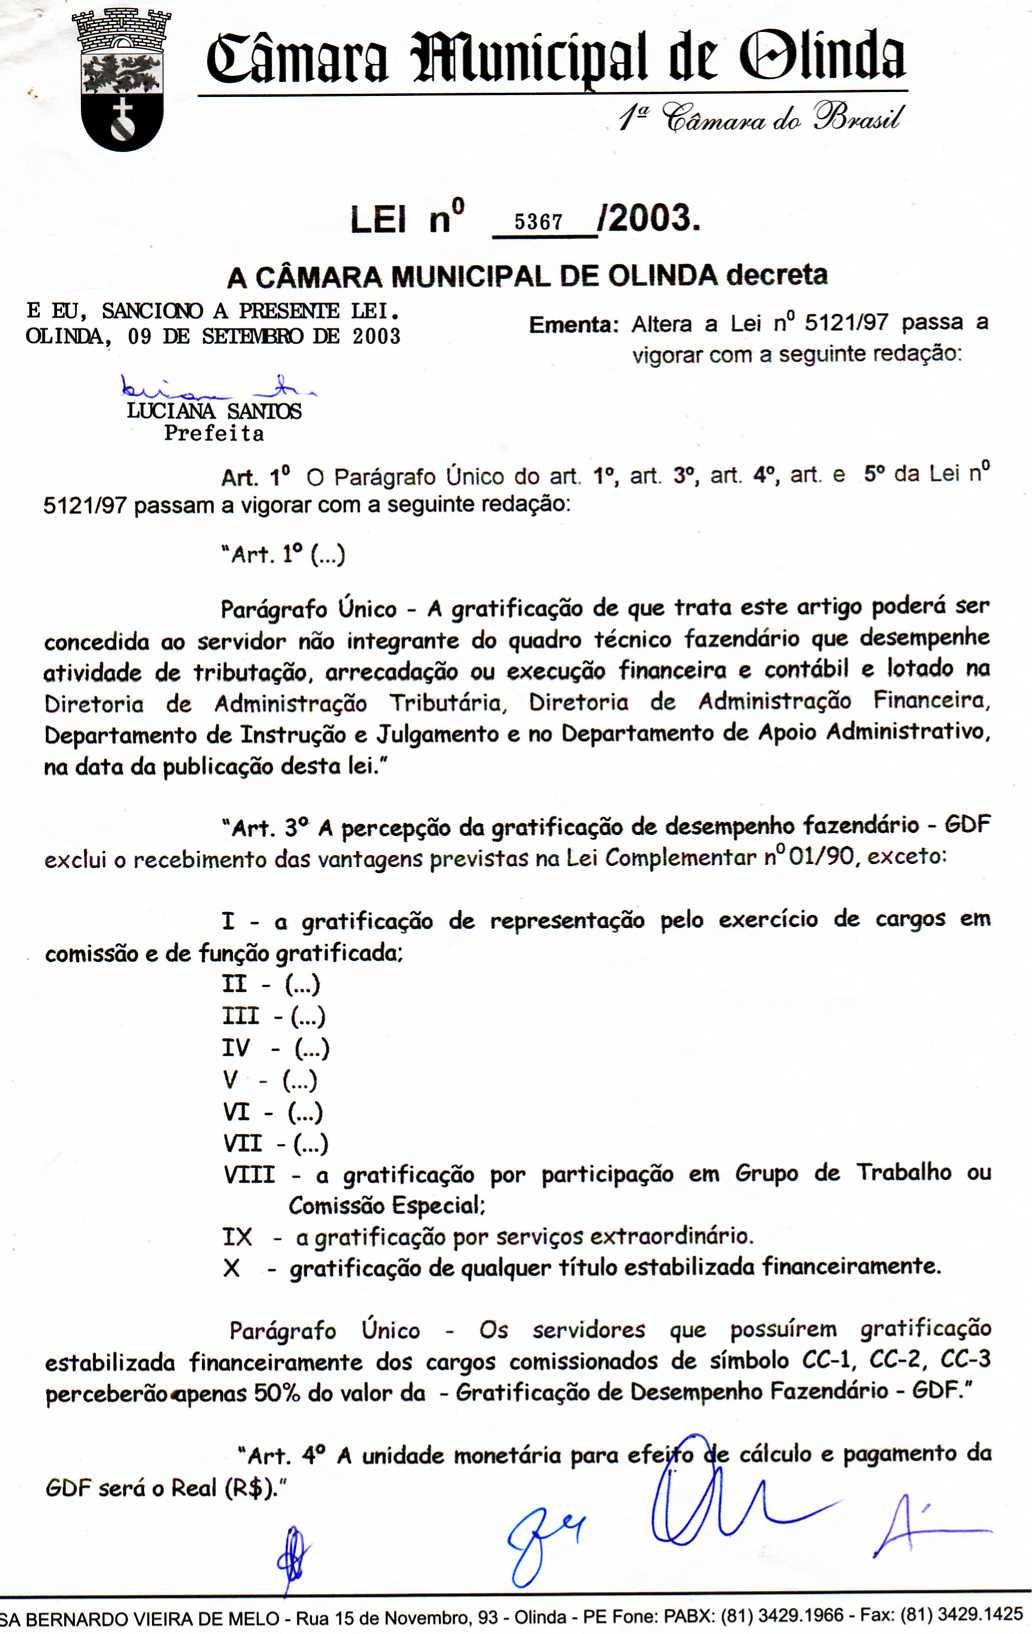 Câmara Municipal de Olinda
1ª Câmara do Brasil
LEI nº 5367 /2003.
A CÂMARA MUNICIPAL DE OLINDA decreta
E EU, SANCIONO A PRESENTE LEI.
OLINDA, 09 DE SETEMBRO DE 2003
LUCIANA SANTOS
Prefeita
Ementa: Altera a Lei nº 5121/97 passa a
vigorar com a seguinte redação:
Art. 1º O Parágrafo Único do art. 1º, art. 3º, art. 4º, art. e 5º da Lei nº
5121/97 passam a vigorar com a seguinte redação:
"Art. 1º (...)
Parágrafo Único - A gratificação de que trata este artigo poderá ser
concedida ao servidor não integrante do quadro técnico fazendário que desempenhe
atividade de tributação, arrecadação ou execução financeira e contábil e lotado na
Diretoria de Administração Tributária, Diretoria de Administração Financeira,
Departamento de Instrução e Julgamento e no Departamento de Apoio Administrativo,
na data da publicação desta lei."
"Art. 3º A percepção da gratificação de desempenho fazendário - GDF
exclui o recebimento das vantagens previstas na Lei Complementar nº 01/90, exceto:
I - a gratificação de representação pelo exercício de cargos em
comissão e de função gratificada;
II - (...)
III - (...)
IV - (...)
V - (...)
VI - (...)
VII - (...)
VIII - a gratificação por participação em Grupo de Trabalho ou
Comissão Especial;
IX - a gratificação por serviços extraordinário.
X - gratificação de qualquer título estabilizada financeiramente.
Parágrafo Único - Os servidores que possuírem gratificação
estabilizada financeiramente dos cargos comissionados de símbolo CC-1, CC-2, CC-3
perceberão apenas 50% do valor da - Gratificação de Desempenho Fazendário - GDF."
"Art. 4º A unidade monetária para efeito de cálculo e pagamento da
GDF será o Real (R$)."
SA BERNARDO VIEIRA DE MELO - Rua 15 de Novembro, 93 - Olinda - PE Fone: PABX: (81) 3429.1966 - Fax: (81) 3429.1425